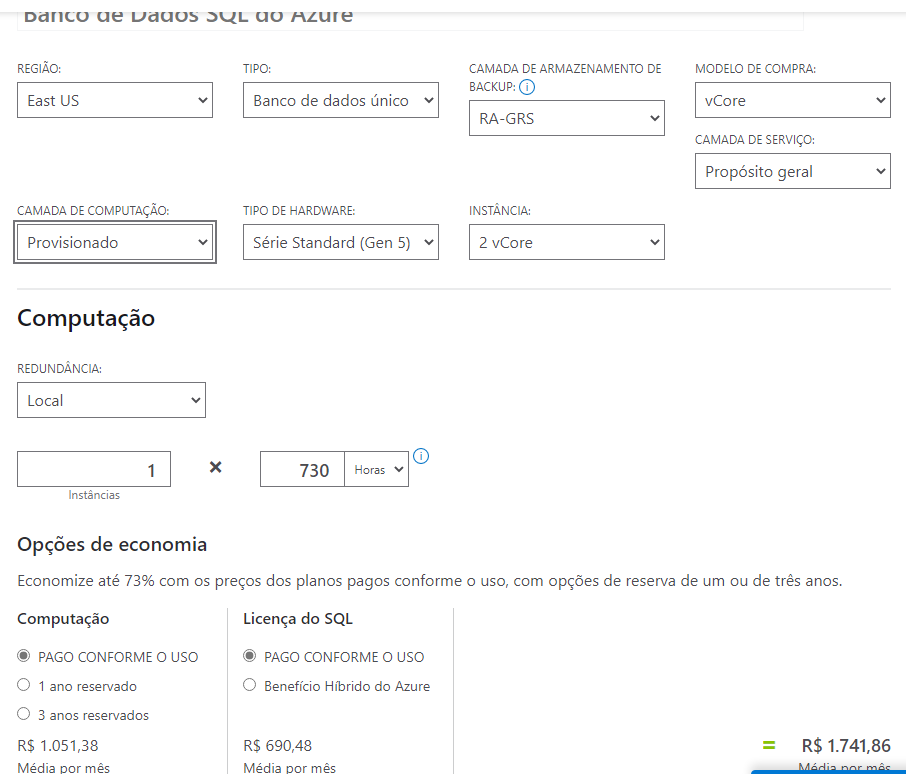 Banco de Dados SQL do Azure
REGIÃO:
East US
TIPO:
Banco de dados único
CAMADA DE ARMAZENAMENTO DE
BACKUP:
RA-GRS
MODELO DE COMPRA:
vCore
CAMADA DE SERVIÇO:
Propósito geral
CAMADA DE COMPUTAÇÃO:
Provisionado
TIPO DE HARDWARE:
Série Standard (Gen 5)
INSTÂNCIA:
2 vCore
Computação
REDUNDÂNCIA:
Local
1
Instâncias
×
730
Horas
Opções de economia
Economize até 73% com os preços dos planos pagos conforme o uso, com opções de reserva de um ou de três anos.
Computação
PAGO CONFORME O USO
1 ano reservado
3 anos reservados
R$ 1.051,38
Média por mês
Licença do SQL
PAGO CONFORME O USO
Benefício Híbrido do Azure
R$ 690,48
Média por mês
= R$ 1.741,86
Média por mês